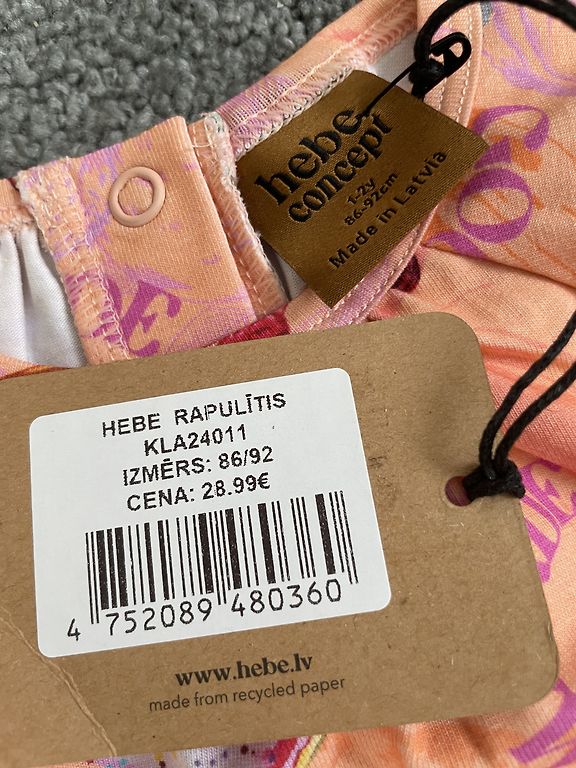 hebe
concept
1-2y
86-92cm
Made in Latvia
HEBE RAPULĪTIS
KLA24011
IZMĒRS: 86/92
CENA: 28.99€
4 752089 480360
www.hebe.lv
made from recycled paper